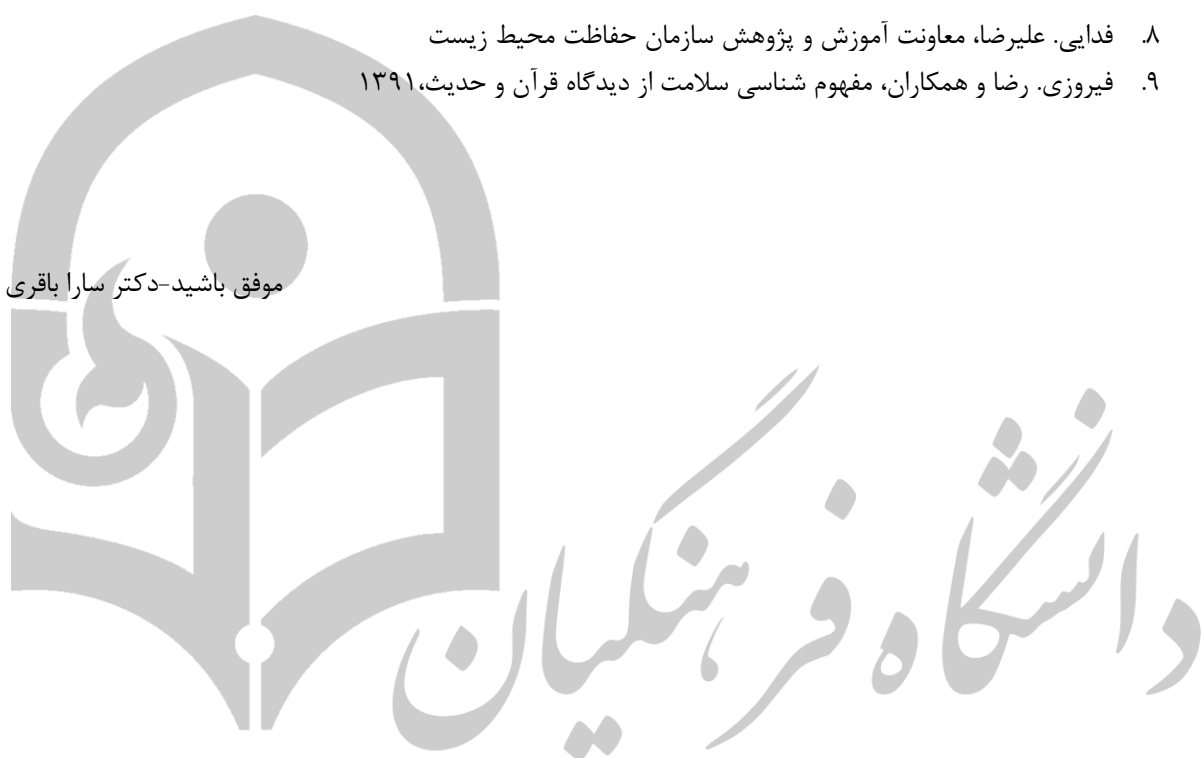 ۸. فدایی. علیرضا، معاونت آموزش و پژوهش سازمان حفاظت محیط زیست
۹. فیروزی. رضا و همکاران، مفهوم شناسی سلامت از دیدگاه قرآن و حدیث،۱۳۹۱
موفق باشید-دکتر سارا باقری
دانشگاه فرهنگیان